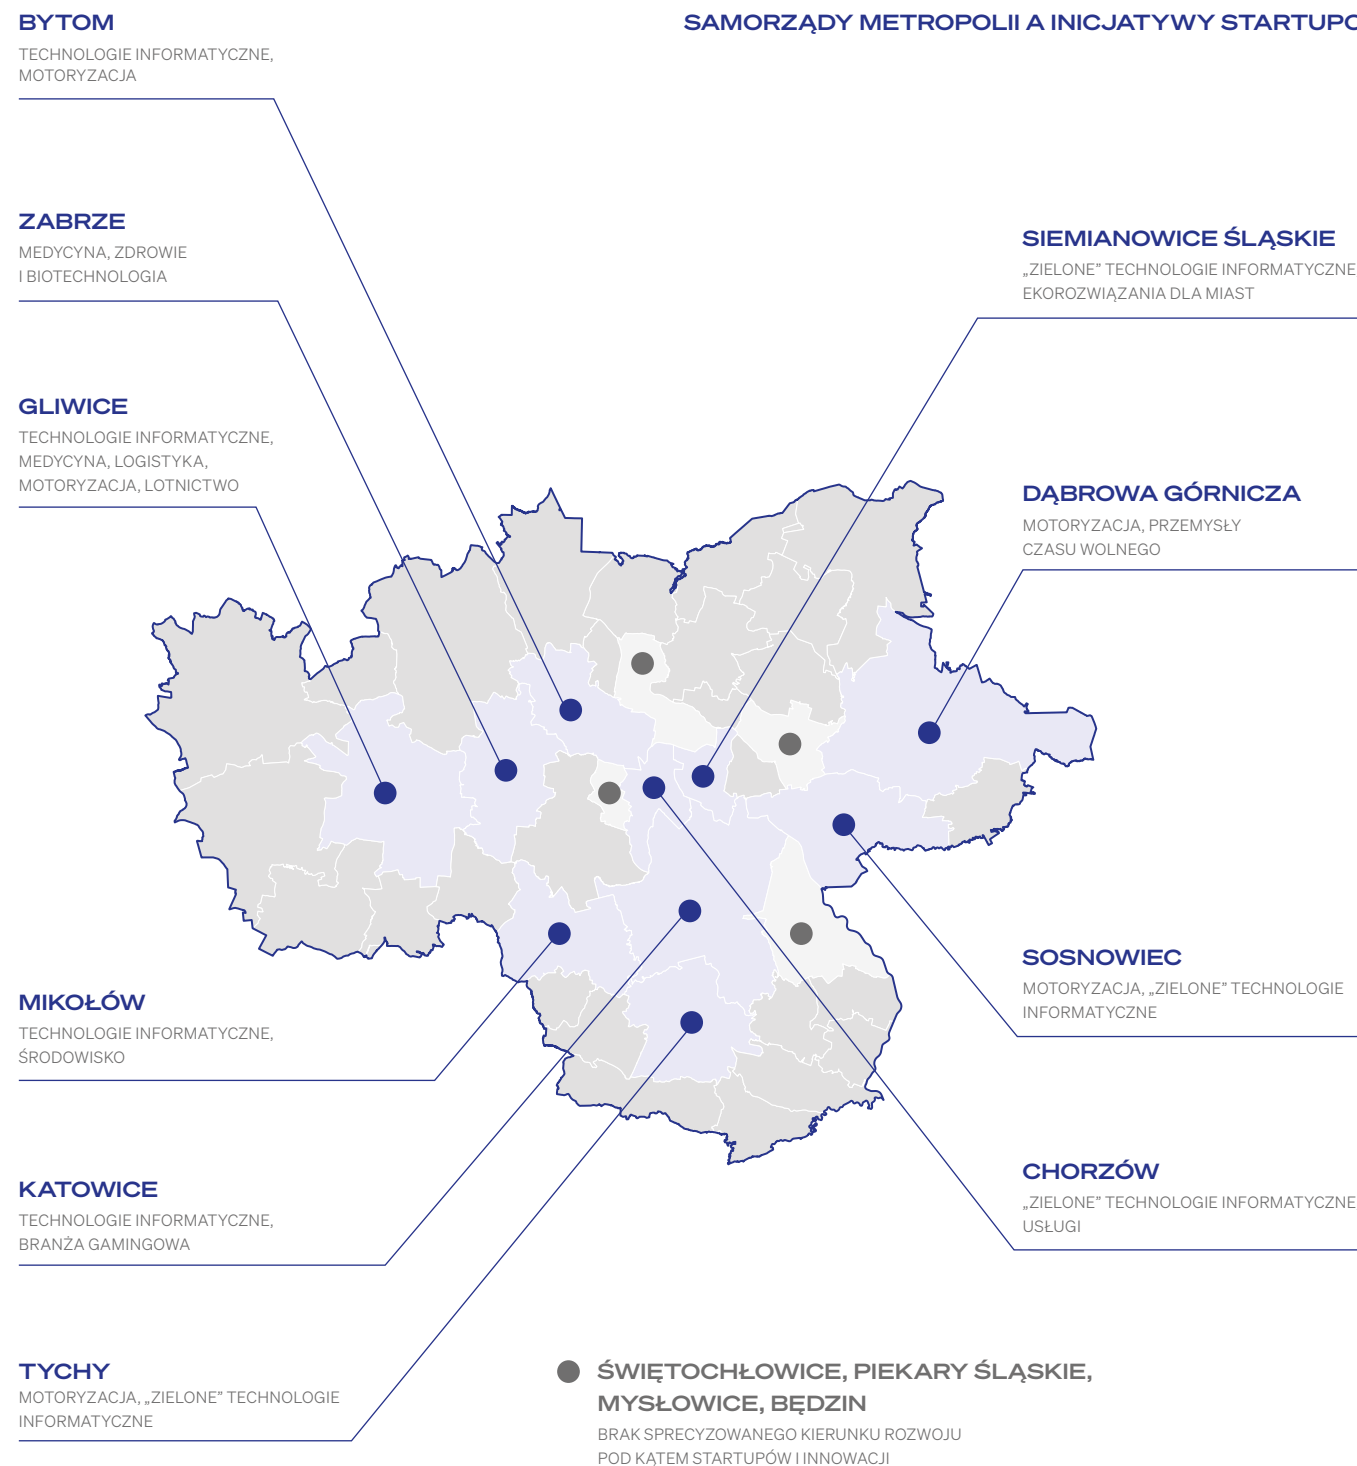 BYTOM
TECHNOLOGIE INFORMATYCZNE,
MOTORYZACJA
SAMORZĄDY METROPOLII A INICJATYWY STARTUPO
ZABRZE
MEDYCYNA, ZDROWIE
I BIOTECHNOLOGIA
GLIWICE
TECHNOLOGIE INFORMATYCZNE,
MEDYCYNA, LOGISTYKA,
MOTORYZACJA, LOTNICTWO
SIEMIANOWICE ŚLĄSKIE
„ZIELONE” TECHNOLOGIE INFORMATYCZNE
EKOROZWIĄZANIA DLA MIAST
DĄBROWA GÓRNICZA
MOTORYZACJA, PRZEMYSŁY
CZASU WOLNEGO
MIKOŁÓW
TECHNOLOGIE INFORMATYCZNE,
ŚRODOWISKO
SOSNOWIEC
MOTORYZACJA, „ZIELONE” TECHNOLOGIE
INFORMATYCZNE
KATOWICE
TECHNOLOGIE INFORMATYCZNE,
BRANŻA GAMINGOWA
CHORZÓW
„ZIELONE” TECHNOLOGIE INFORMATYCZNE
USŁUGI
TYCHY
MOTORYZACJA, „ZIELONE” TECHNOLOGIE
INFORMATYCZNE
ŚWIĘTOCHŁOWICE, PIEKARY ŚLĄSKIE,
MYSŁOWICE, BĘDZIN
BRAK SPRECYZOWANEGO KIERUNKU ROZWOJU
POD KĄTEM STARTUPÓW I INNOWACJI